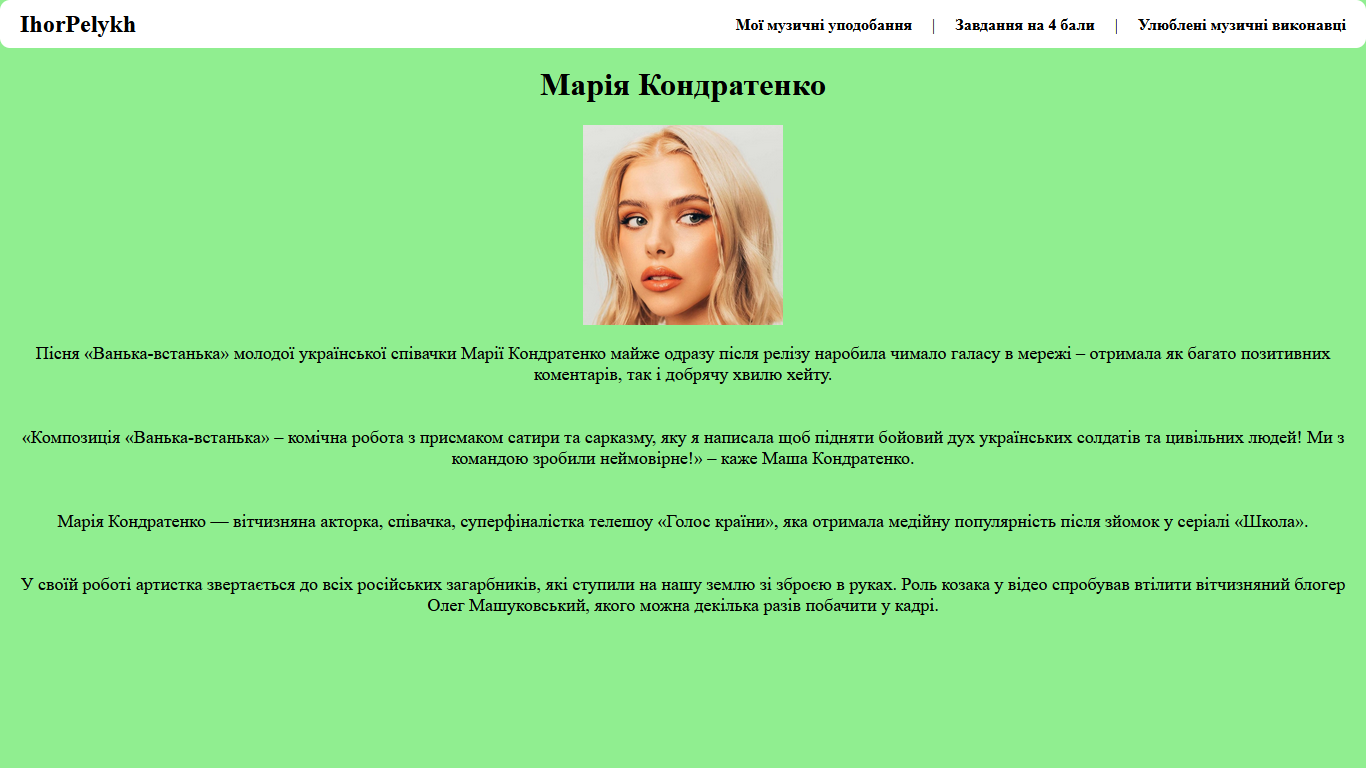 IhorPelykh
Мої музичні уподобання | Завдання на 4 бали | Улюблені музичні виконавці
Марія Кондратенко
Пісня «Ванька-встанька» молодої української співачки Марії Кондратенко майже одразу після релізу наробила чимало галасу в мережі – отримала як багато позитивних
коментарів, так і добрячу хвилю хейту.
«Композиція «Ванька-встанька» – комічна робота з присмаком сатири та сарказму, яку я написала щоб підняти бойовий дух українських солдатів та цивільних людей! Ми з
командою зробили неймовірне!» – каже Маша Кондратенко.
Марія Кондратенко — вітчизняна акторка, співачка, суперфіналістка телешоу «Голос країни», яка отримала медійну популярність після зйомок у серіалі «Школа».
У своїй роботі артистка звертається до всіх російських загарбників, які ступили на нашу землю зі зброєю в руках. Роль козака у відео спробував втілити вітчизняний блогер
Олег Машуковський, якого можна декілька разів побачити у кадрі.